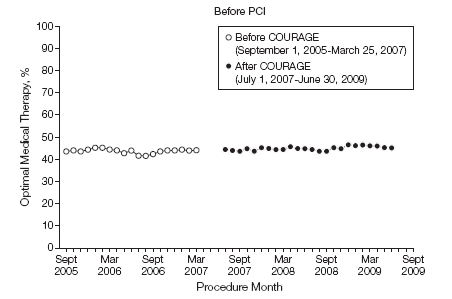 Before PCI
100
90
80
70
60
50
40
30
20
10
0
Optimal Medical Therapy, %
Before COURAGE
(September 1, 2005-March 25, 2007)
After COURAGE
(July 1, 2007-June 30, 2009)
Sept Mar Sept Mar Sept Mar Sept Mar Sept
2005 2006 2006 2007 2007 2008 2008 2009 2009
Procedure Month